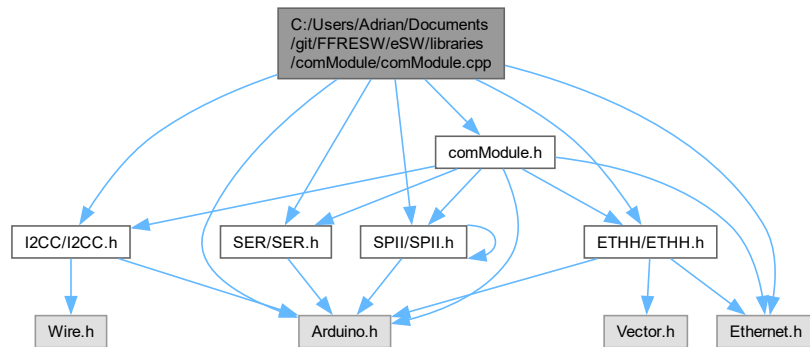 C:/Users/Adrian/Documents
/git/FFRESW/eSW/libraries
/comModule/comModule.cpp
comModule.h
I2CC/I2CC.h
SER/SER.h
SPII/SPII.h
ETHH/ETHH.h
Wire.h
Arduino.h
Vector.h
Ethernet.h